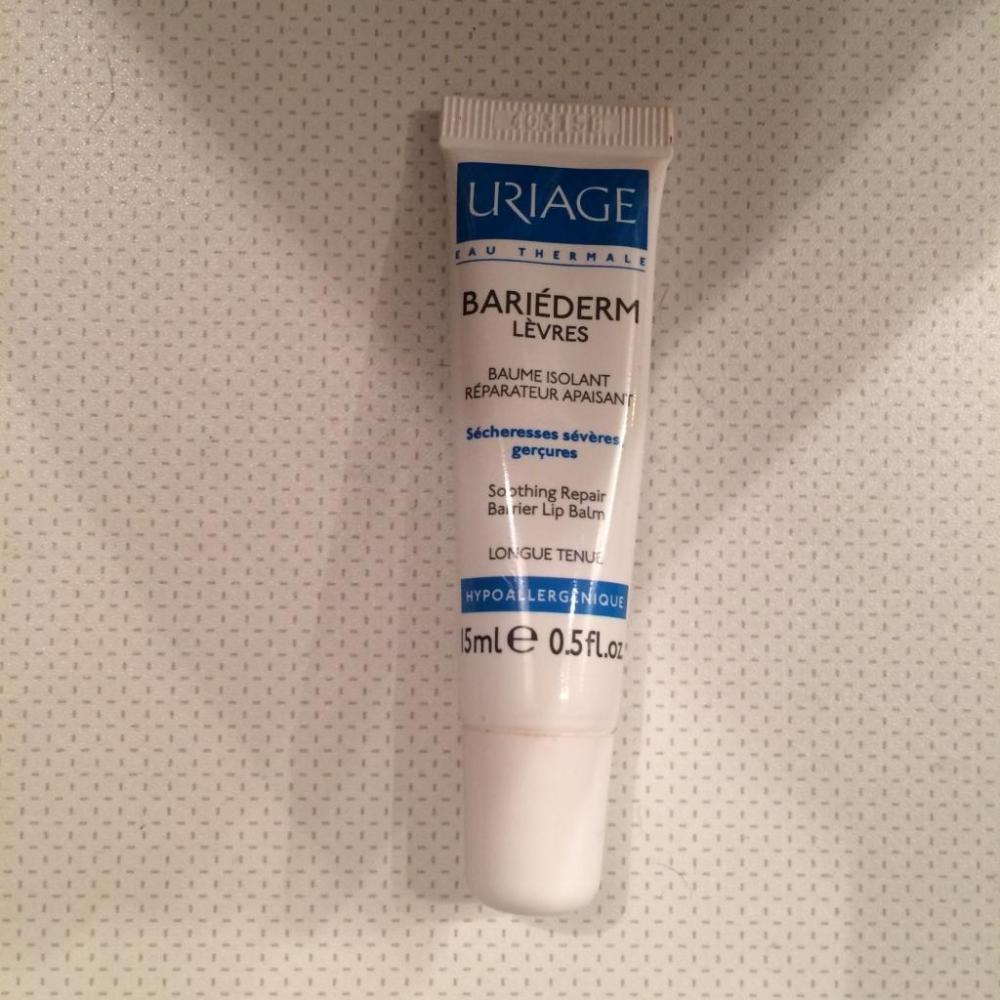 URIAGE
EAU THERMALE
BARIÉDERM
LÈVRES
BAUME ISOLANT
RÉPARATEUR APAISANT
Sécheresses sévères,
gerçures
Soothing Repair
Barrier Lip Balm
LONGUE TENUE
HYPOALLERGÉNIQUE
15ml e 0.5fl.oz